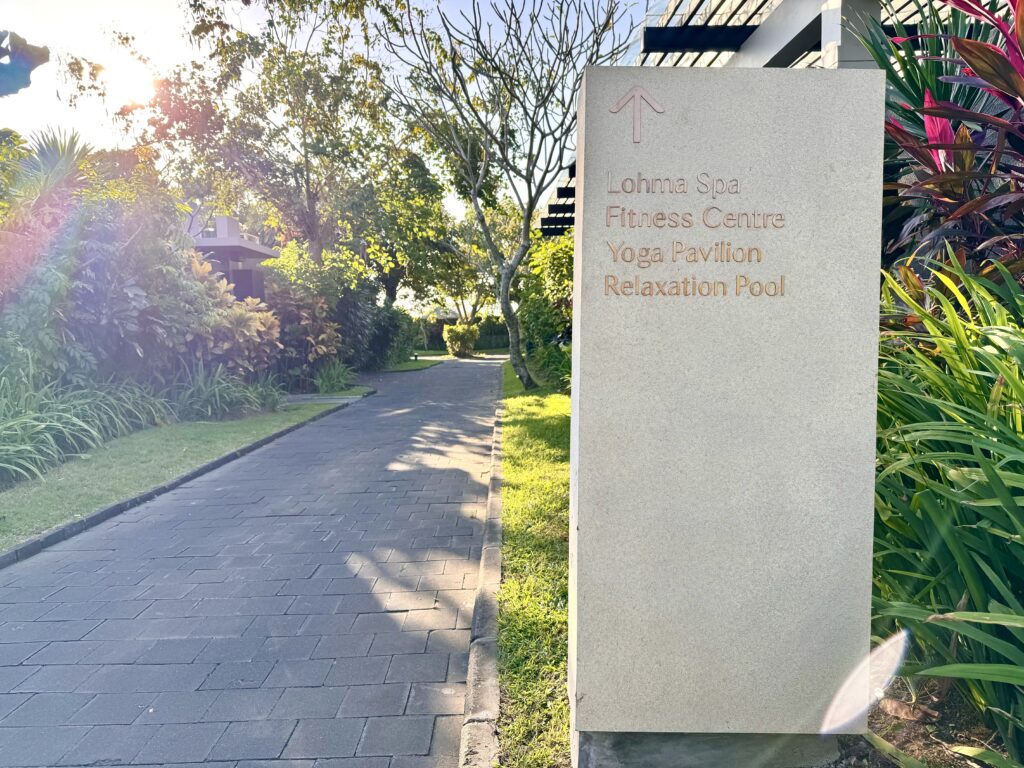 Lohma Spa
Fitness Centre
Yoga Pavilion
Relaxation Pool